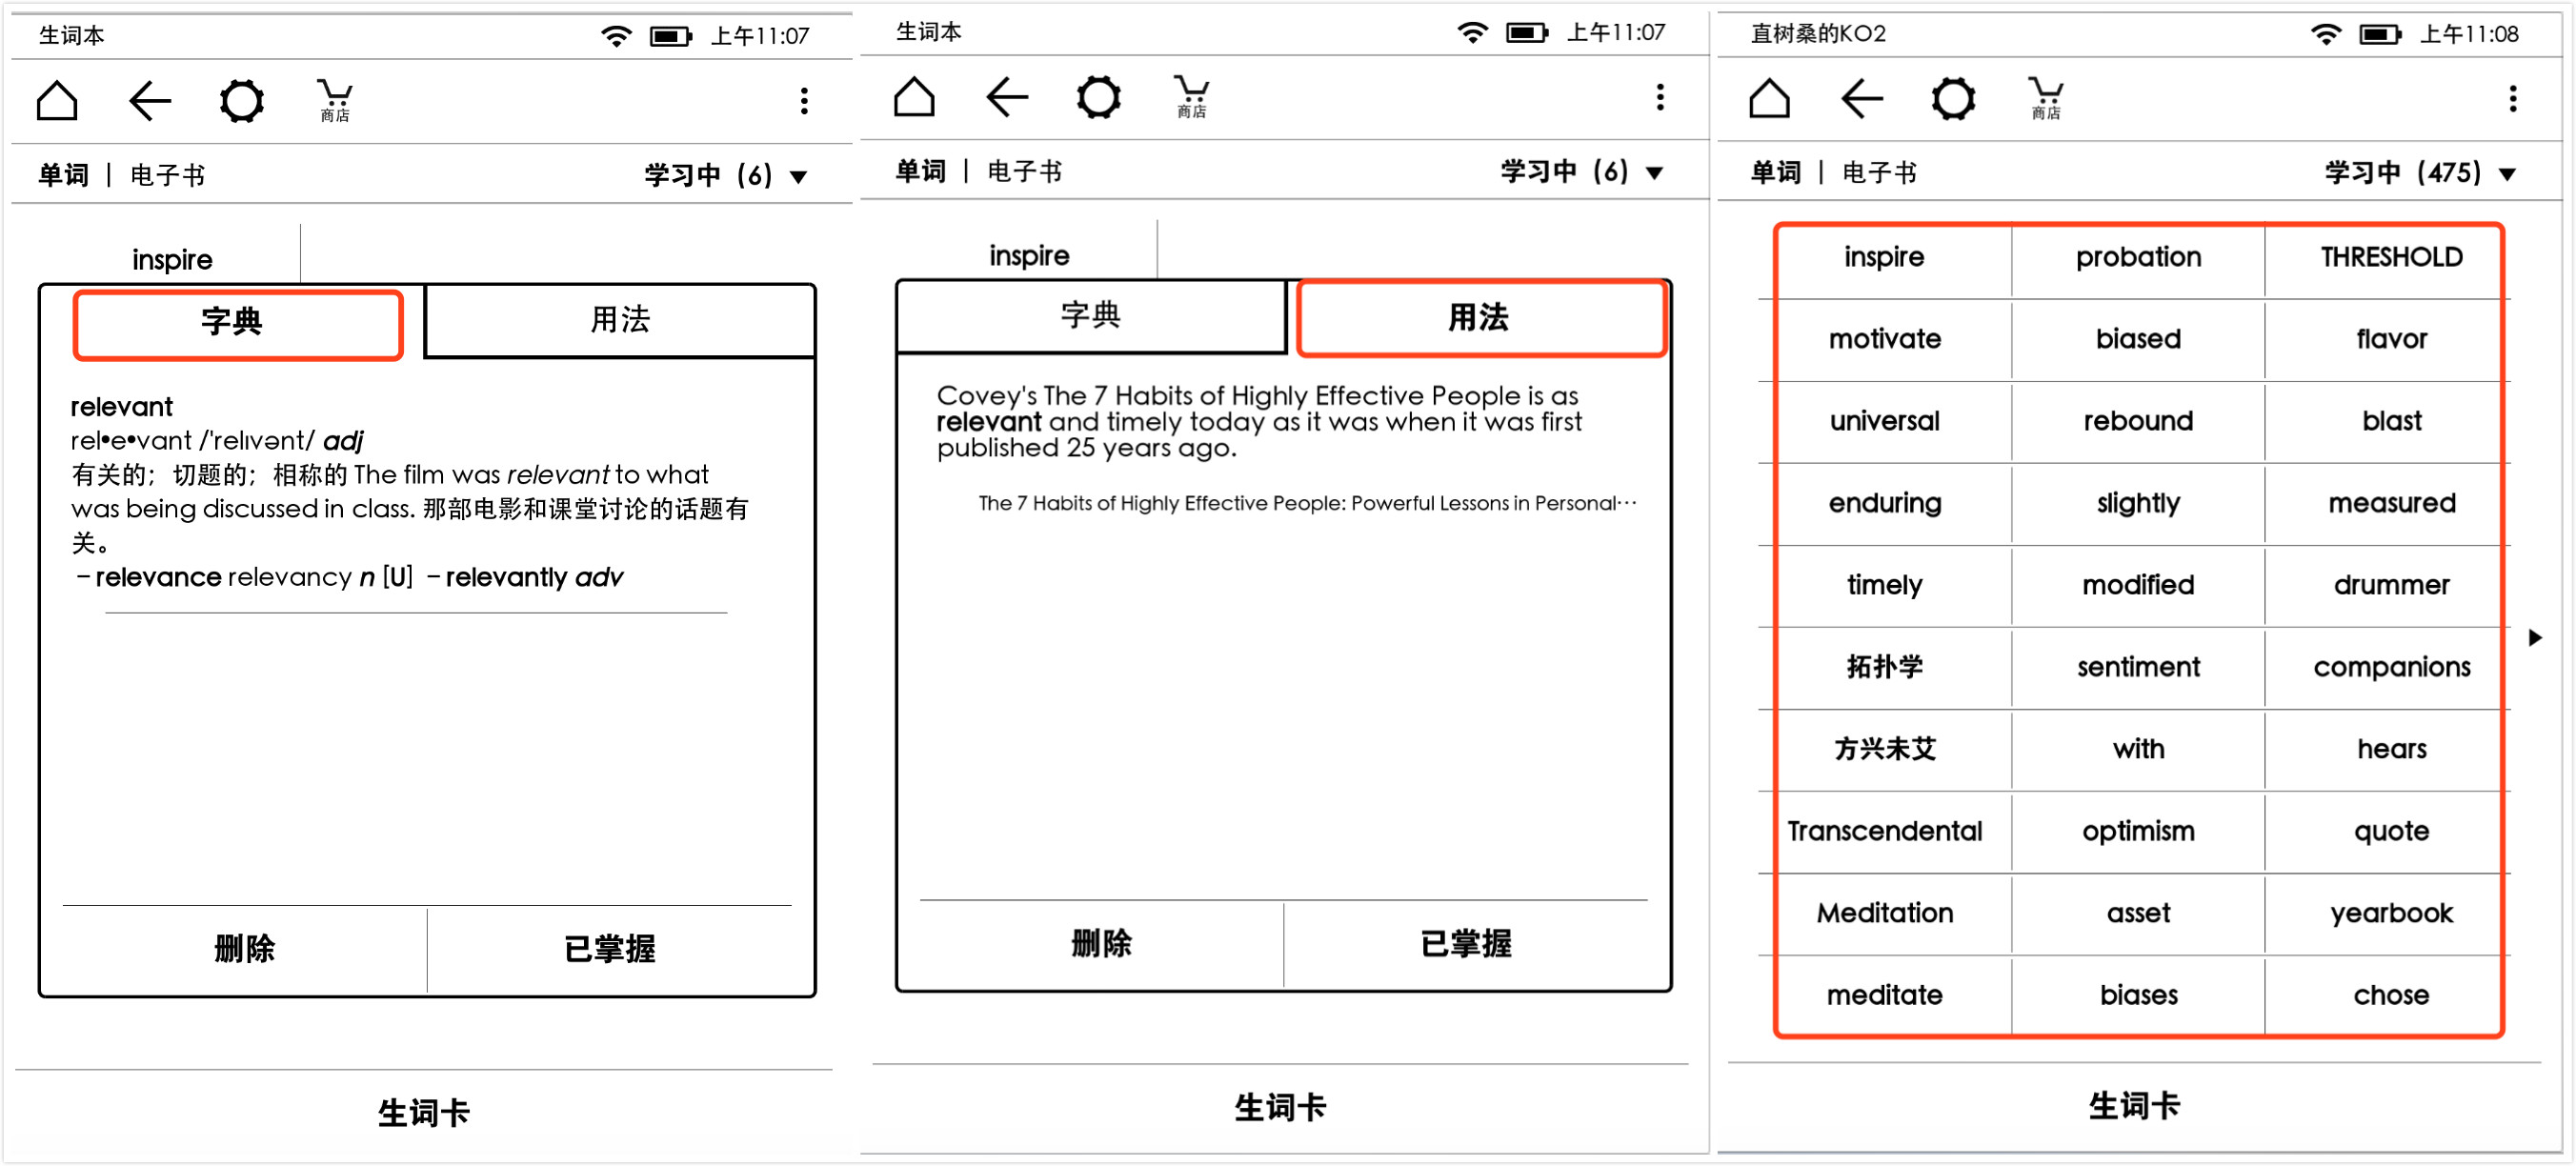 生词本
上午11:07
商店
单词 | 电子书
学习中 (6) ▼
inspire
字典
用法
relevant
rel•e•vant /'relıvənt/ adj
有关的；切题的；相称的 The film was relevant to what
was being discussed in class. 那部电影和课堂讨论的话题有
关。
–relevance relevancy n [U] –relevantly adv
删除
已掌握
生词卡
生词本
上午11:07
商店
单词 | 电子书
学习中 (6) ▼
inspire
字典
用法
Covey's The 7 Habits of Highly Effective People is as
relevant and timely today as it was when it was first
published 25 years ago.
The 7 Habits of Highly Effective People: Powerful Lessons in Personal…
删除
已掌握
生词卡
直树桑的KO2
上午11:08
商店
单词 | 电子书
学习中 (475) ▼
inspire probation THRESHOLD
motivate biased flavor
universal rebound blast
enduring slightly measured
timely modified drummer
拓扑学 sentiment companions
方兴未艾 with hears
Transcendental optimism quote
Meditation asset yearbook
meditate biases chose
生词卡